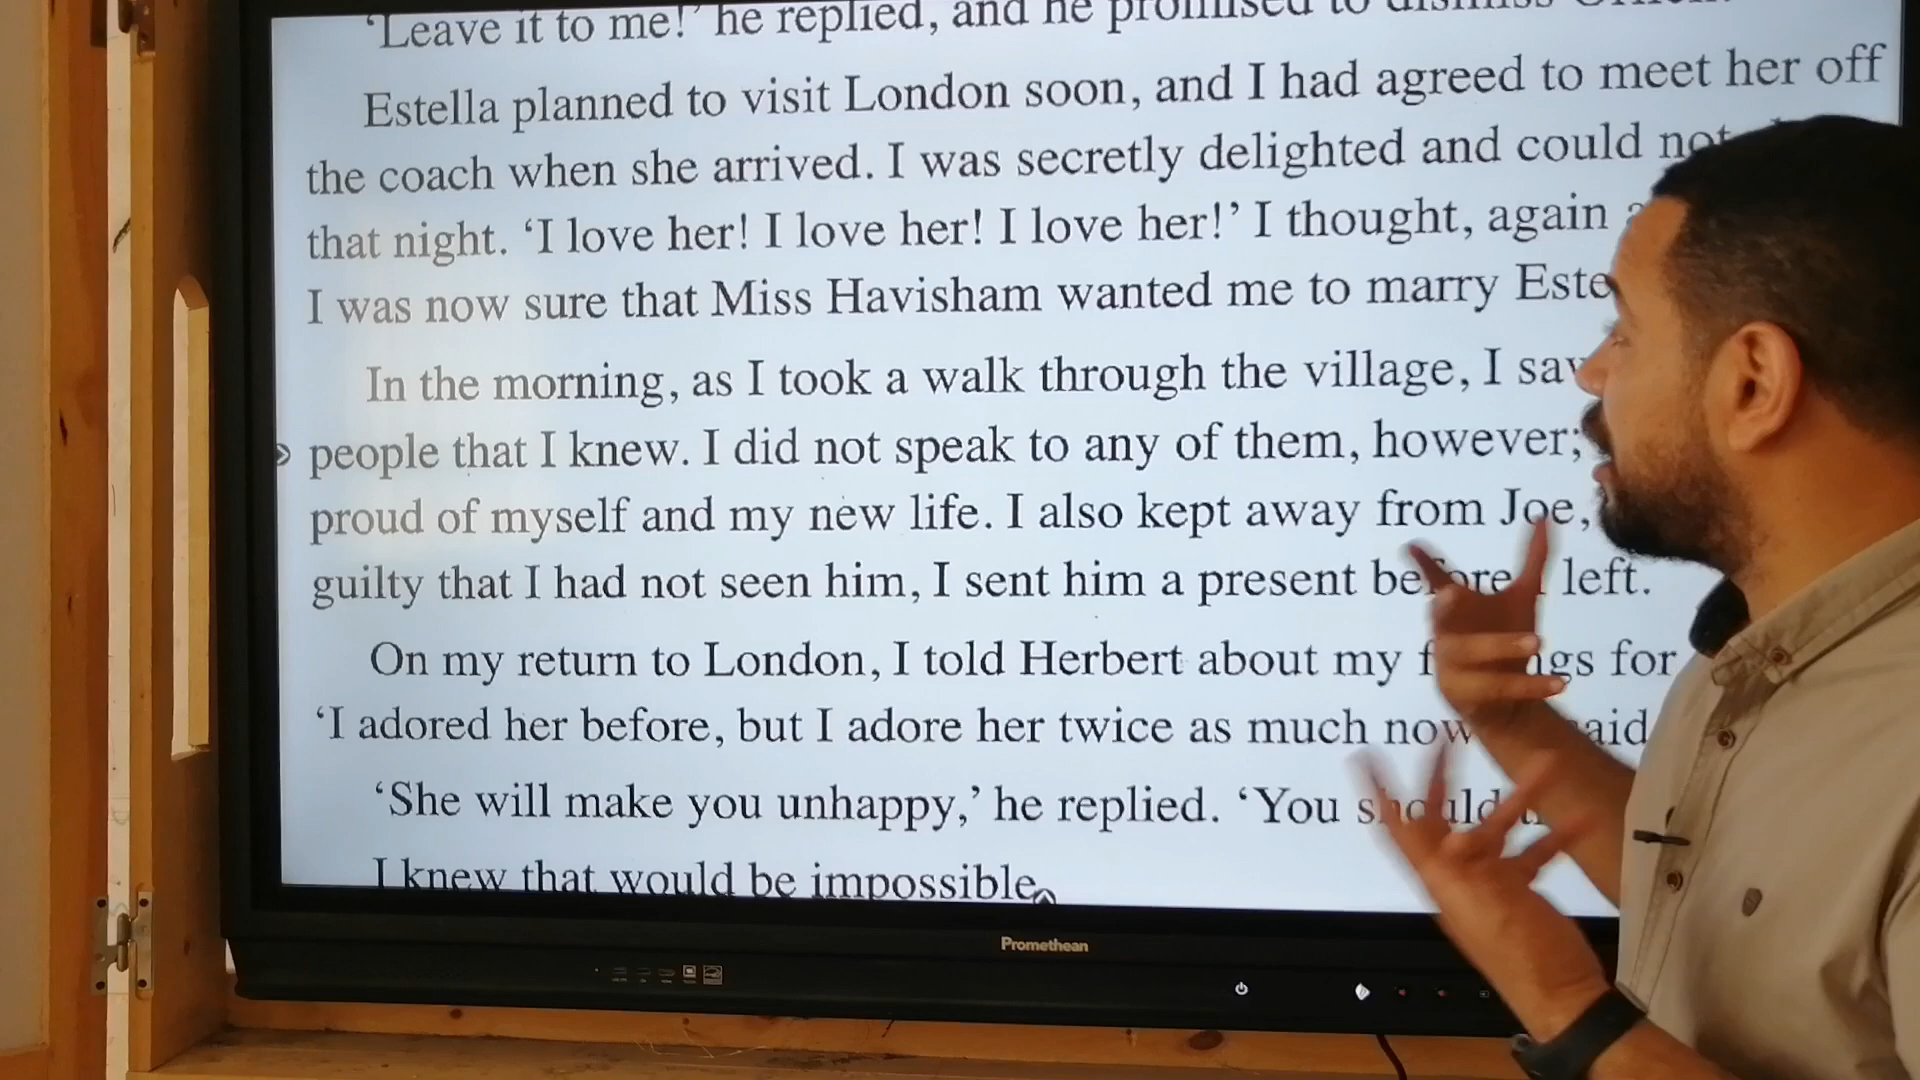 ‘Leave it to me!’ he replied, and he promised to dismiss
Estella planned to visit London soon, and I had agreed to meet her off
the coach when she arrived. I was secretly delighted and could not
that night. ‘I love her! I love her! I love her!’ I thought, again
I was now sure that Miss Havisham wanted me to marry
In the morning, as I took a walk through the village, I
people that I knew. I did not speak to any of them, however;
proud of myself and my new life. I also kept away from Joe,
guilty that I had not seen him, I sent him a present before I left.
On my return to London, I told Herbert about my for
‘I adored her before, but I adore her twice as much now
‘She will make you unhappy,’ he replied. ‘You should
I knew that would be impossible.
Promethean